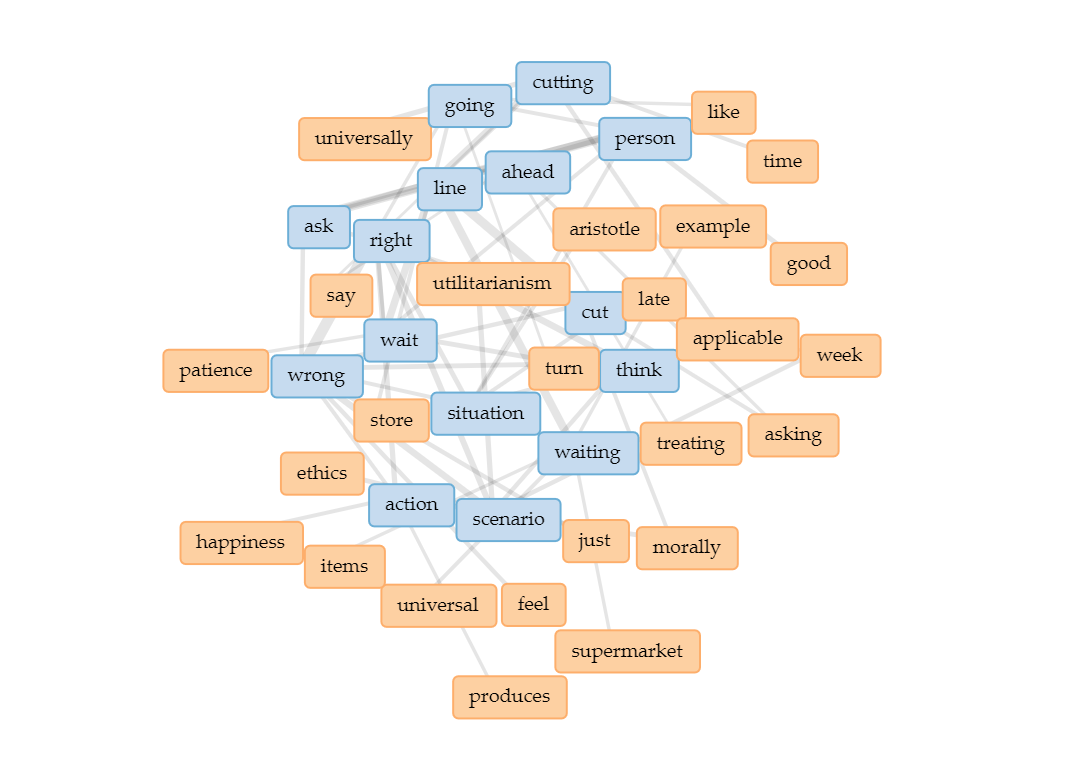 cutting
going
like
universally
person
time
ahead
line
ask
right
aristotle
example
good
utilitarianism
say
late
cut
wait
applicable
week
patience
wrong
turn
think
store
situation
asking
treating
waiting
ethics
action
scenario
happiness
just
morally
items
universal
feel
supermarket
produces